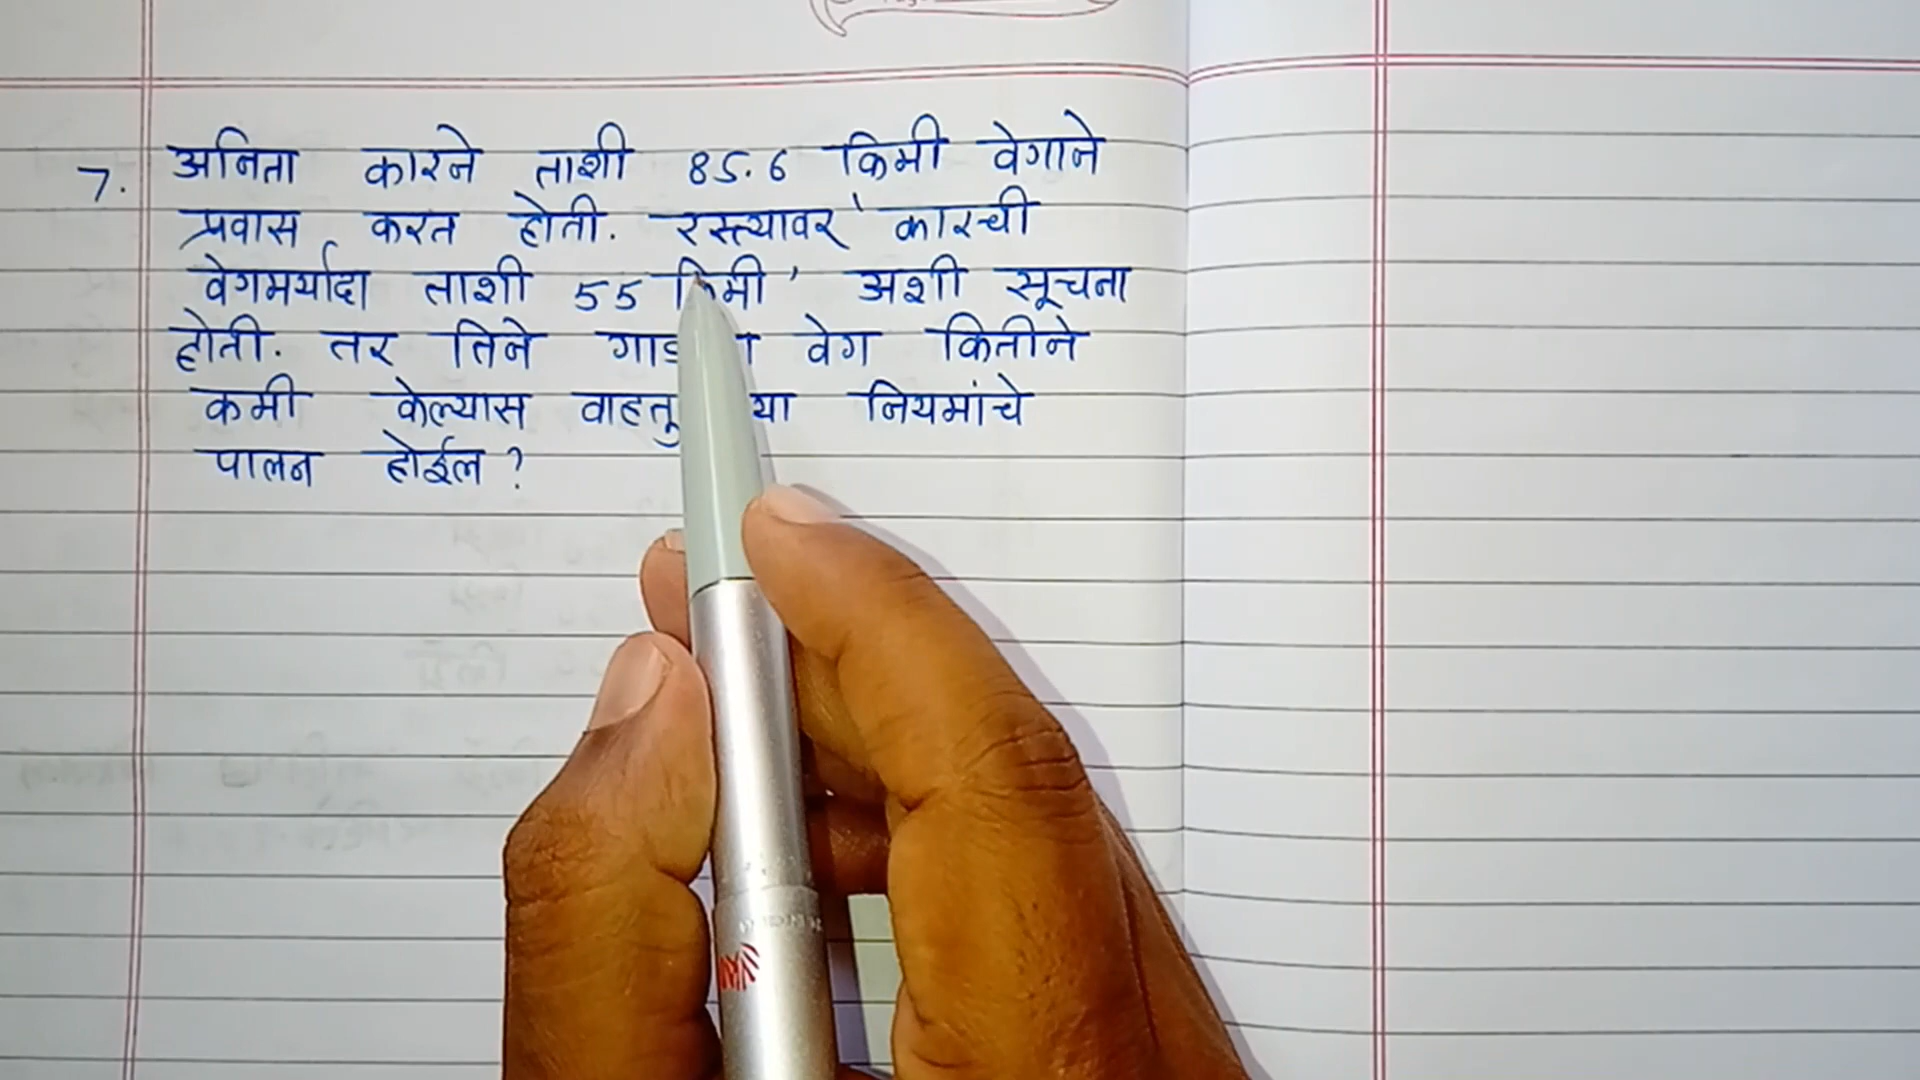 7. अनिता कारने ताशी 85.6 किमी वेगाने
प्रवास करत होती. रस्त्यावर 'कारची
वेगमर्यादा ताशी 55 किमी' अशी सूचना
होती. तर तिने वेग कितीने
कमी केल्यास नियमांचे
पालन होईल ?